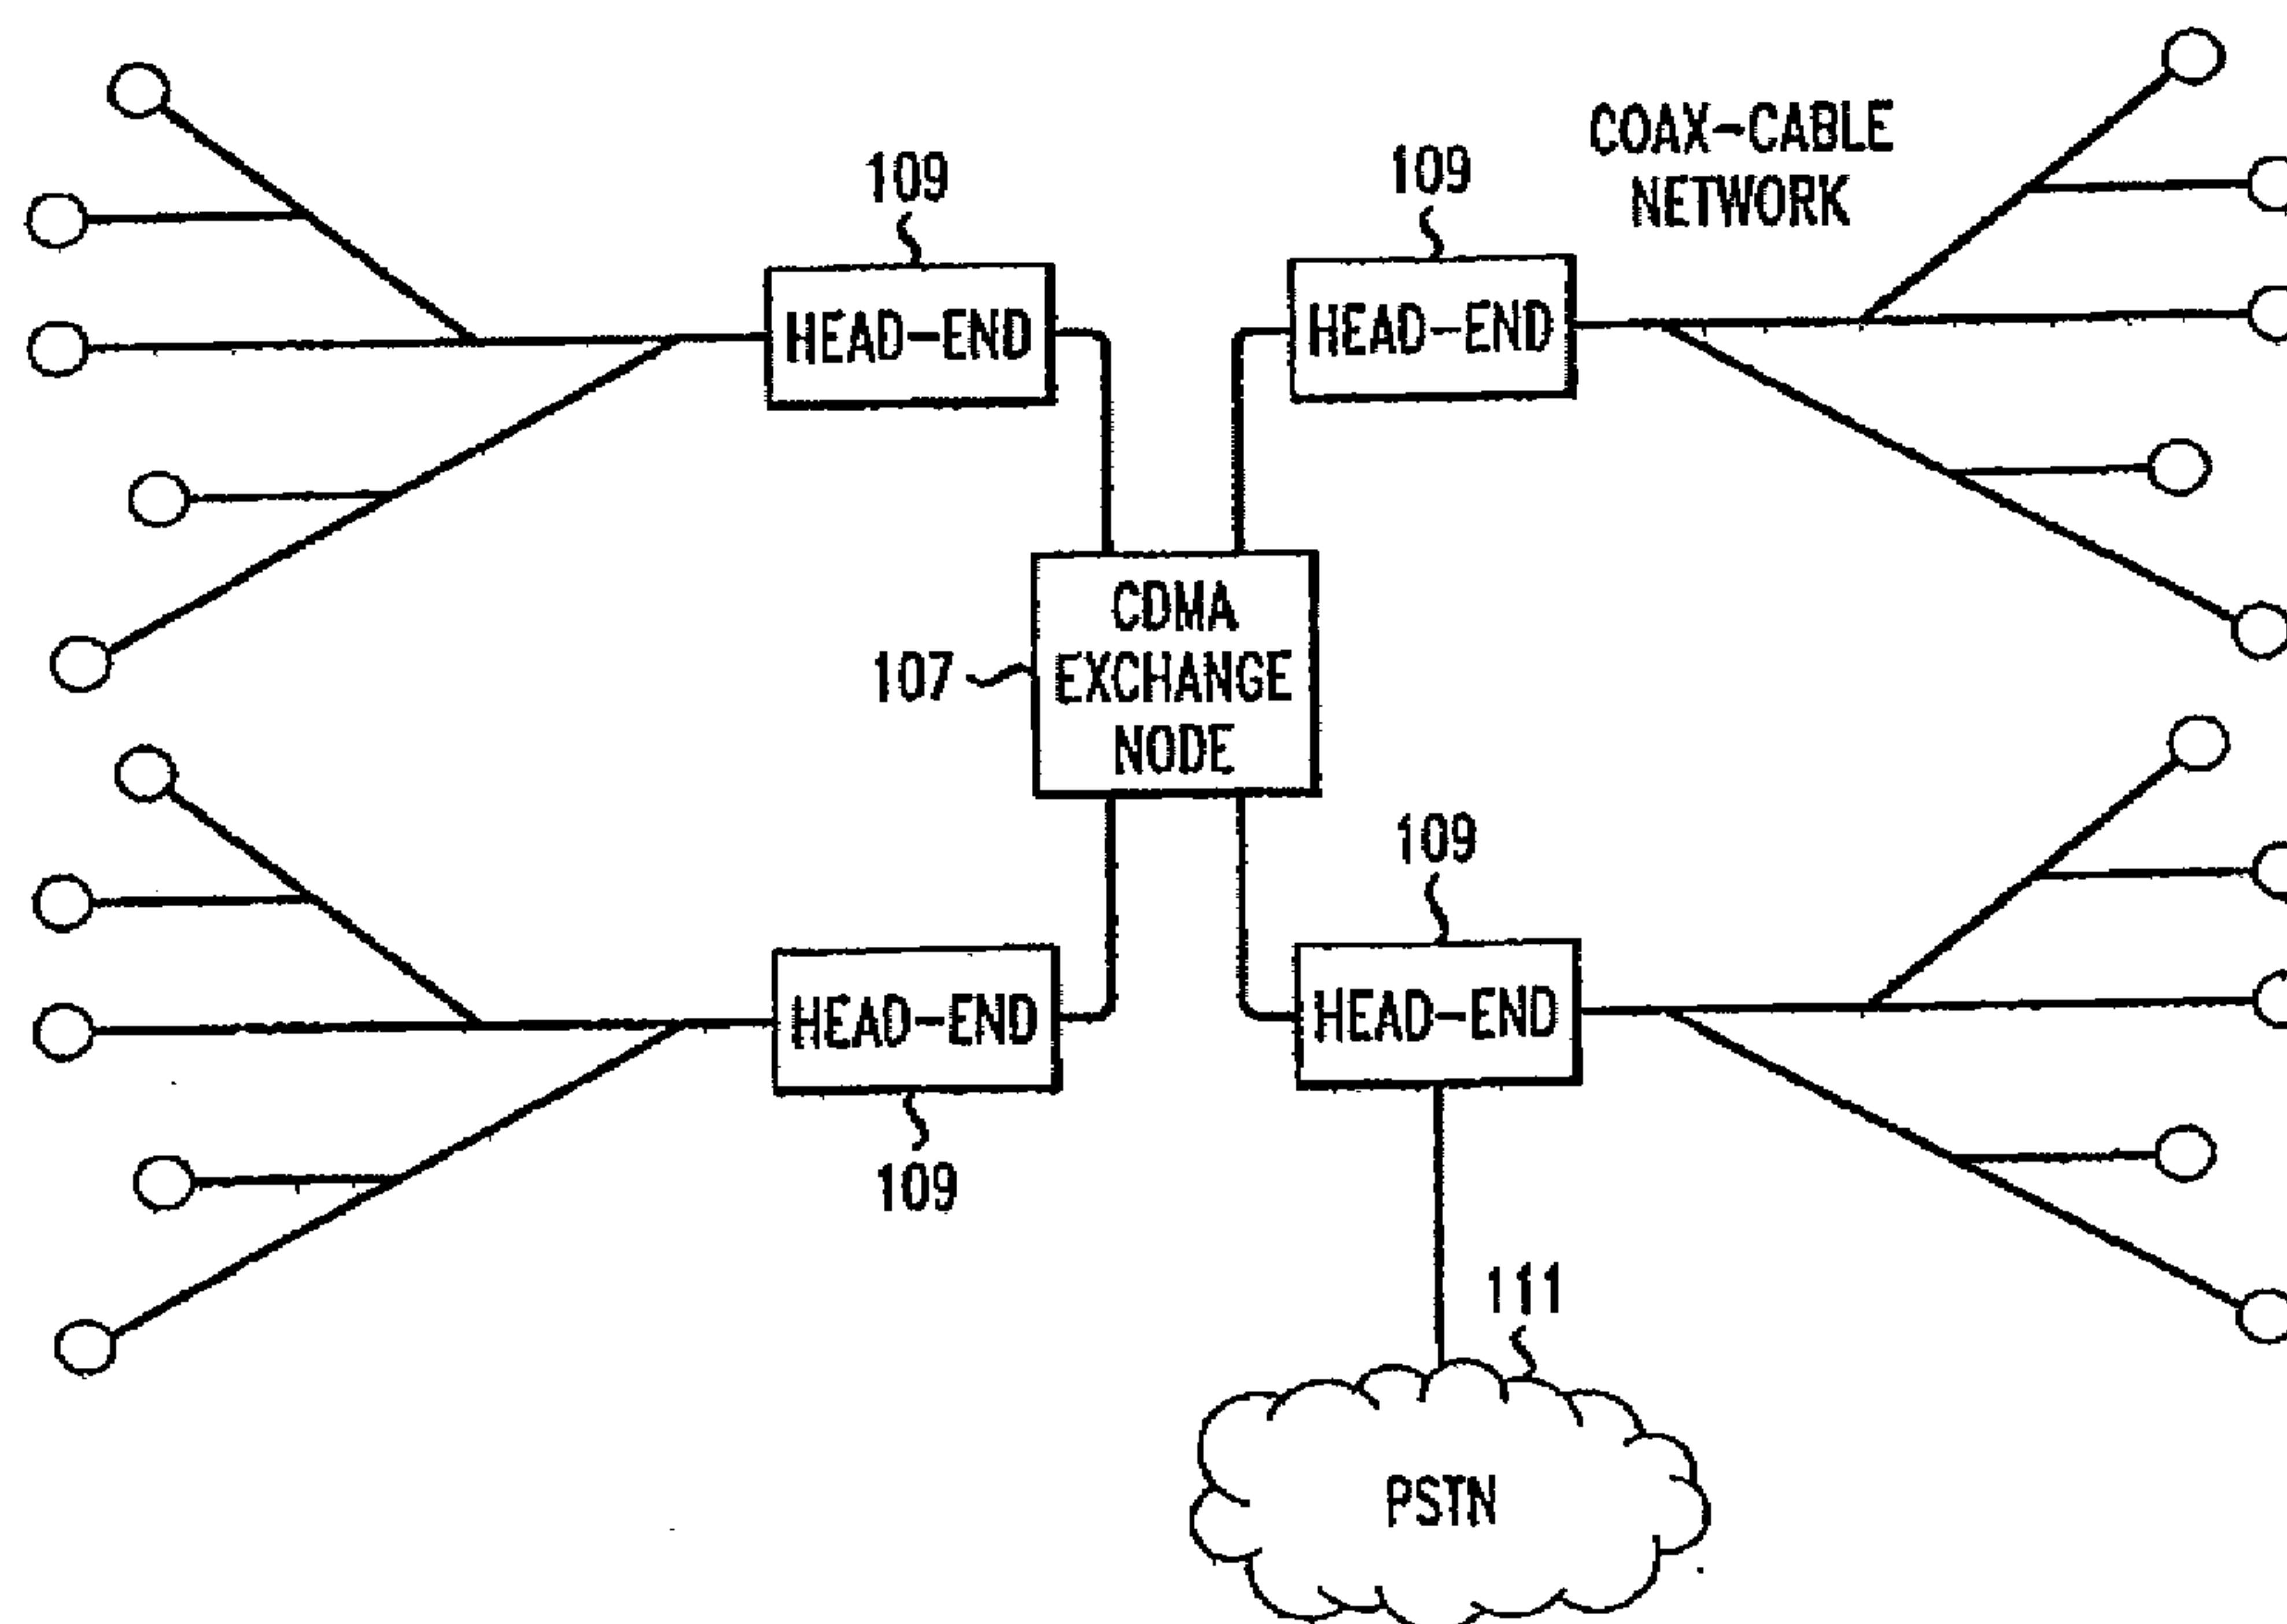 COAX-CABLE
NETWORK
109
109
HEAD-END
HEAD-END
CDMA
EXCHANGE
NODE
107
109
HEAD-END
HEAD-END
109
111
PSTN